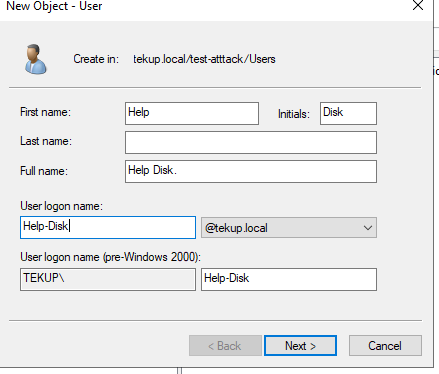 New Object - User
Create in: tekup.local/test-atttack/Users
First name: Help Initials: Disk
Last name:
Full name: Help Disk.
User logon name:
Help-Disk @tekup.local
User logon name (pre-Windows 2000):
TEKUP\ Help-Disk
< Back Next > Cancel